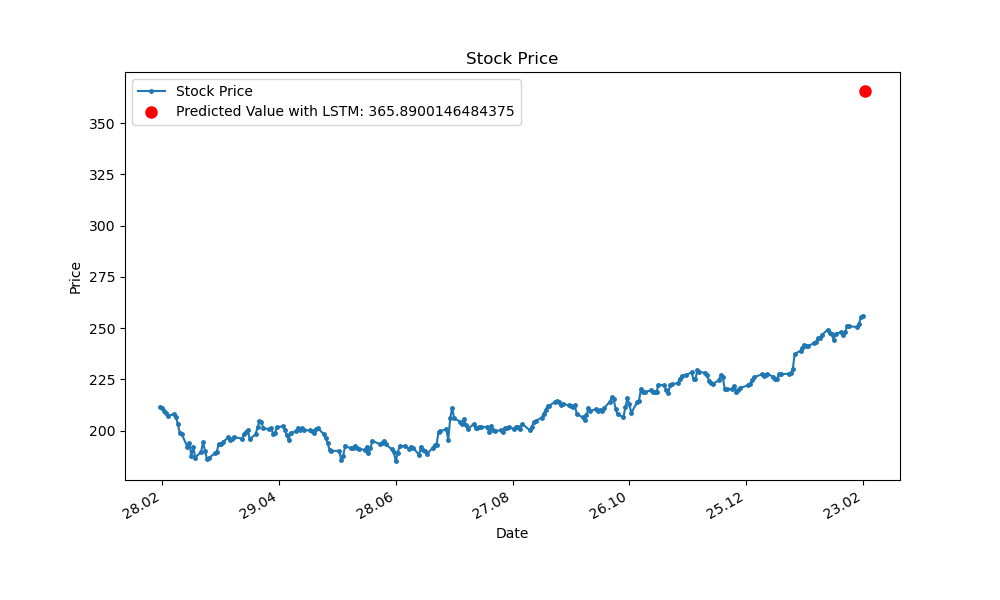 Stock Price
Stock Price
Predicted Value with LSTM: 365.8900146484375
350
325
300
275
250
225
200
Price
28.02
29.04
28.06
27.08
26.10
25.12
23.02
Date